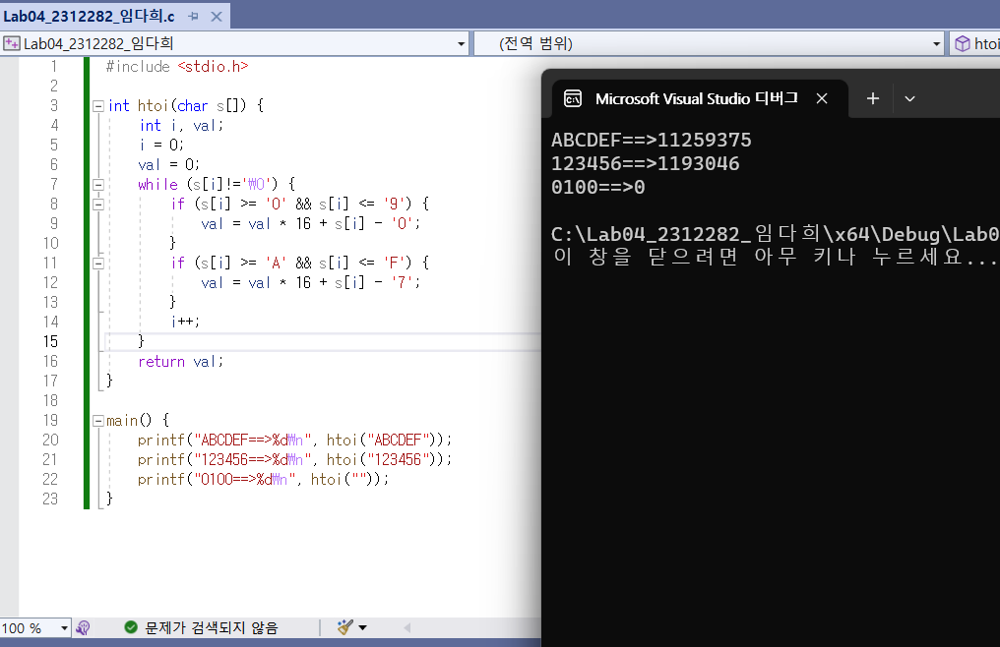 Lab04_2312282_임다희.c
Lab04_2312282_임다희
(전역 범위)
htoi
1 #include <stdio.h>
2
3 int htoi(char s[]) {
4 int i, val;
5 i = 0;
6 val = 0;
7 while (s[i]!='₩0') {
8 if (s[i] >= '0' && s[i] <= '9') {
9 val = val * 16 + s[i] - '0';
10 }
11 if (s[i] >= 'A' && s[i] <= 'F') {
12 val = val * 16 + s[i] - '7';
13 }
14 i++;
15 }
16 return val;
17 }
18
19 main() {
20 printf("ABCDEF==>%d₩n", htoi("ABCDEF"));
21 printf("123456==>%d₩n", htoi("123456"));
22 printf("0100==>%d₩n", htoi(""));
23 }
100 %
문제가 검색되지 않음
Microsoft Visual Studio 디버그
ABCDEF==>11259375
123456==>1193046
0100==>0
C:\Lab04_2312282_임다희\x64\Debug\Lab0
이 창을 닫으려면 아무 키나 누르세요...